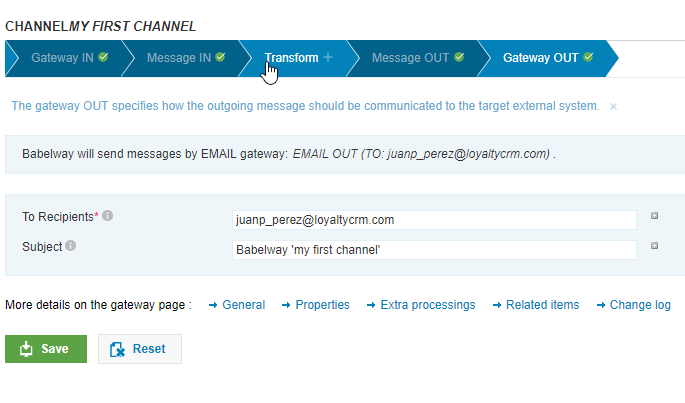 CHANNELMY FIRST CHANNEL
Gateway IN Message IN Transform Message OUT Gateway OUT
The gateway OUT specifies how the outgoing message should be communicated to the target external system. ×
Babelway will send messages by EMAIL gateway: EMAIL OUT (TO: juanp_perez@loyaltycrm.com) .
To Recipients* juanp_perez@loyaltycrm.com
Subject Babelway 'my first channel'
More details on the gateway page : General Properties Extra processings Related items Change log
Save Reset